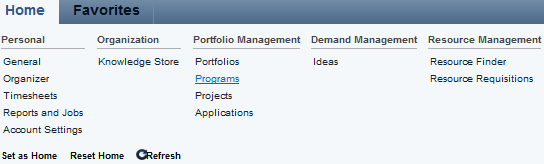 Home Favorites
Personal Organization Portfolio Management Demand Management Resource Management
General Knowledge Store Portfolios Ideas Resource Finder
Organizer Programs Resource Requisitions
Timesheets Projects
Reports and Jobs Applications
Account Settings
Set as Home Reset Home Refresh